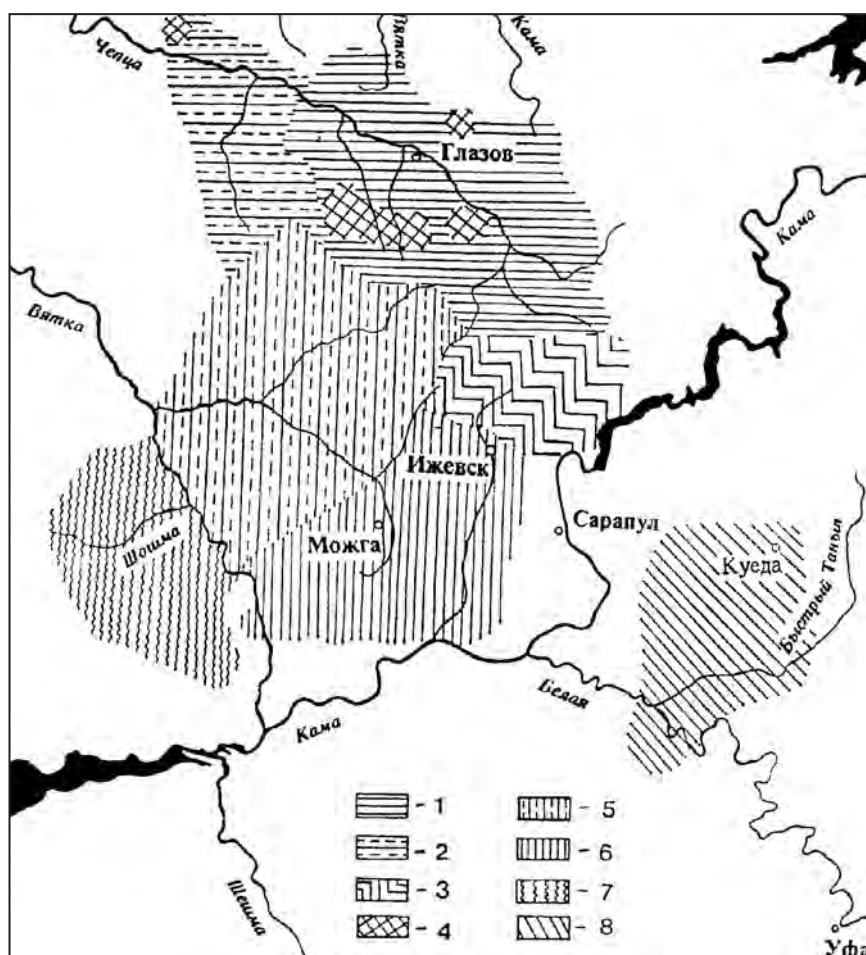 Чепца
Пятка
Кама
Глазов
Кама
Вятка
Ижевск
Сарапул
Можга
Шошма
Куеда
Быстрый Танып
Белая
Кама
Шешма
Уфа
- 1
- 2
- 3
- 4
- 5
- 6
- 7
- 8